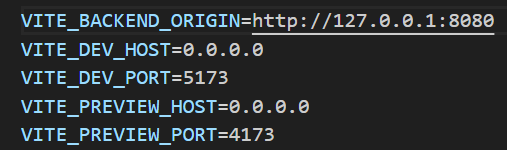 VITE_BACKEND_ORIGIN=http://127.0.0.1:8080
VITE_DEV_HOST=0.0.0.0
VITE_DEV_PORT=5173
VITE_PREVIEW_HOST=0.0.0.0
VITE_PREVIEW_PORT=4173